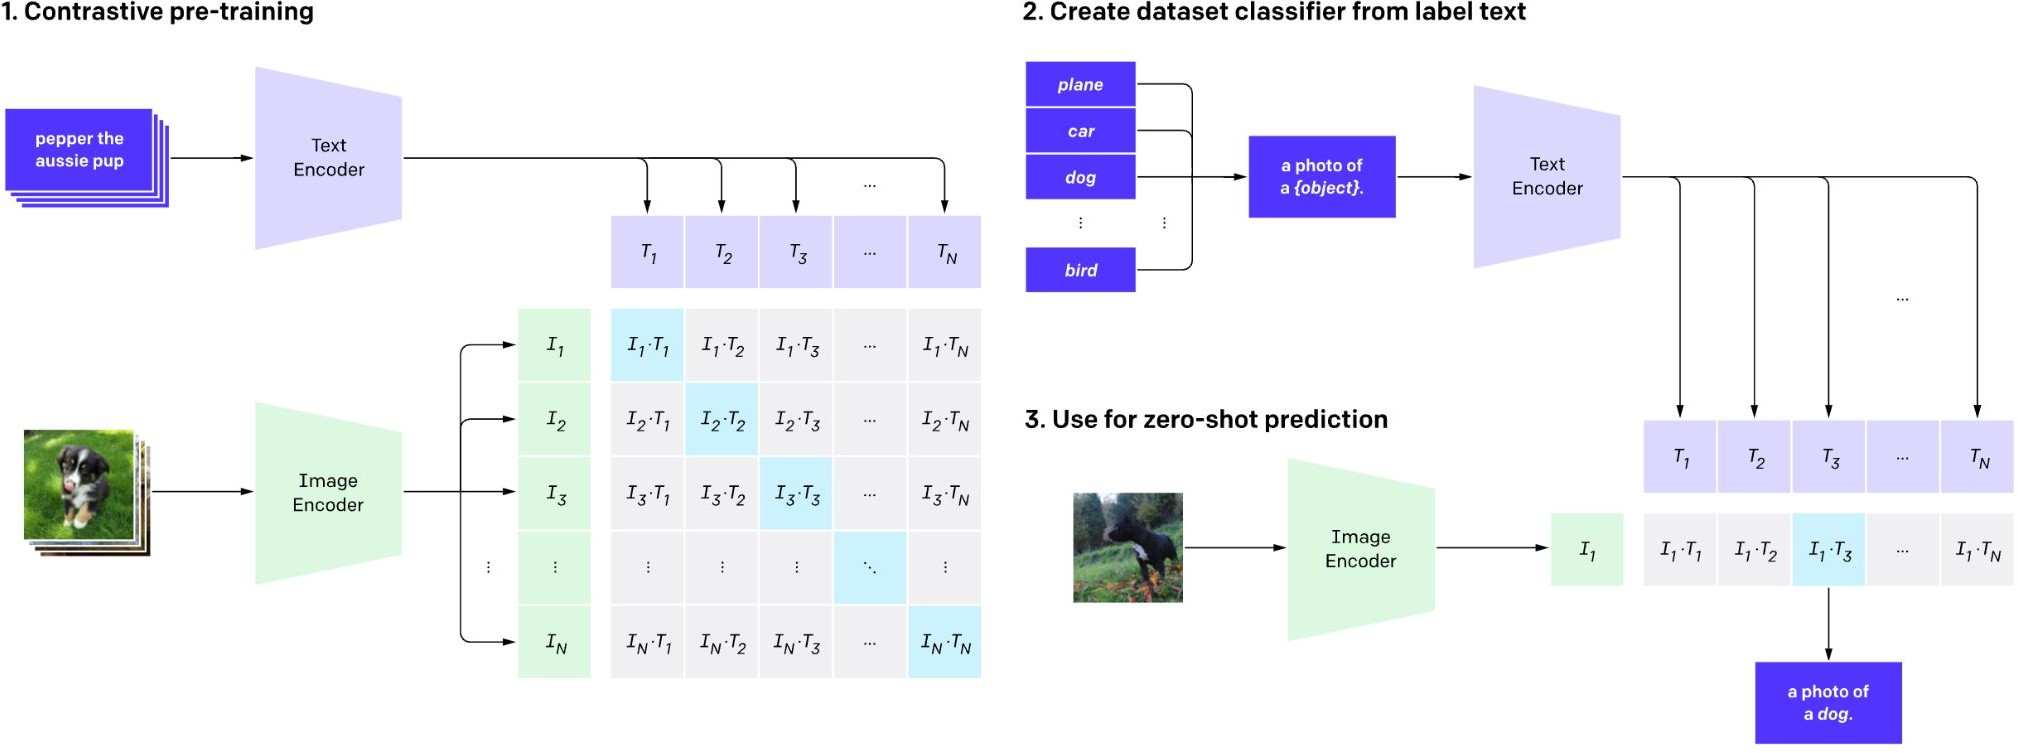 1. Contrastive pre-training
pepper the
aussie pup
Text
Encoder
...
T1 T2 T3 ... TN
Image
Encoder
I1 I1·T1 I1·T2 I1·T3 ... I1·TN
I2 I2·T1 I2·T2 I2·T3 ... I2·TN
I3 I3·T1 I3·T2 I3·T3 ... I3·TN
⋮ ⋮ ⋮ ⋮ ⋮ ⋱ ⋮
IN IN·T1 IN·T2 IN·T3 ... IN·TN
2. Create dataset classifier from label text
plane
car
dog
⋮ ⋮
bird
a photo of
a {object}.
Text
Encoder
...
T1 T2 T3 ... TN
3. Use for zero-shot prediction
Image
Encoder
I1 I1·T1 I1·T2 I1·T3 ... I1·TN
a photo of
a dog.